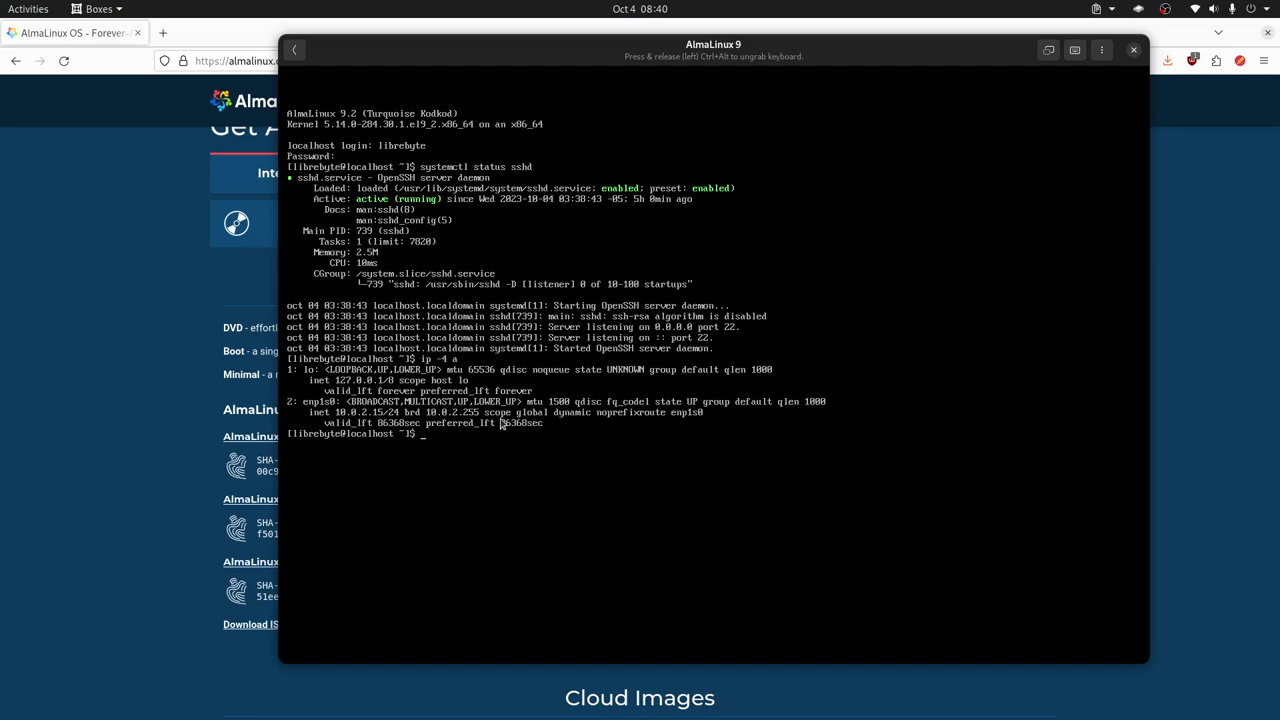 Activities
Boxes
Oct 4 08:40
AlmaLinux OS - Forever-
https://almalinux.o
AlmaLinux 9
Press & release (left) Ctrl+Alt to ungrab keyboard.
Alma
Get A
Inte
DVD - effortl
Boot - a sing
Minimal - a r
AlmaLinux
AlmaLinux
SHA-
00c9
AlmaLinux
SHA-
f501
AlmaLinux
SHA-
51ee
Download IS
AlmaLinux 9.2 (Turquoise Kodkod)
Kernel 5.14.0-284.30.1.el9_2.x86_64 on an x86_64
localhost login: librebyte
Password:
[librebyte@localhost ~]$ systemctl status sshd
● sshd.service - OpenSSH server daemon
Loaded: loaded (/usr/lib/systemd/system/sshd.service; enabled; preset: enabled)
Active: active (running) since Wed 2023-10-04 03:38:43 -05; 5h 0min ago
Docs: man:sshd(8)
man:sshd_config(5)
Main PID: 739 (sshd)
Tasks: 1 (limit: 7820)
Memory: 2.5M
CPU: 10ms
CGroup: /system.slice/sshd.service
└─739 "sshd: /usr/sbin/sshd -D [listener] 0 of 10-100 startups"
oct 04 03:38:43 localhost.localdomain systemd[1]: Starting OpenSSH server daemon...
oct 04 03:38:43 localhost.localdomain sshd[739]: main: sshd: ssh-rsa algorithm is disabled
oct 04 03:38:43 localhost.localdomain sshd[739]: Server listening on 0.0.0.0 port 22.
oct 04 03:38:43 localhost.localdomain sshd[739]: Server listening on :: port 22.
oct 04 03:38:43 localhost.localdomain systemd[1]: Started OpenSSH server daemon.
[librebyte@localhost ~]$ ip -4 a
1: lo: <LOOPBACK,UP,LOWER_UP> mtu 65536 qdisc noqueue state UNKNOWN group default qlen 1000
inet 127.0.0.1/8 scope host lo
valid_lft forever preferred_lft forever
2: enp1s0: <BROADCAST,MULTICAST,UP,LOWER_UP> mtu 1500 qdisc fq_codel state UP group default qlen 1000
inet 10.0.2.15/24 brd 10.0.2.255 scope global dynamic noprefixroute enp1s0
valid_lft 86368sec preferred_lft 86368sec
[librebyte@localhost ~]$ _
Cloud Images